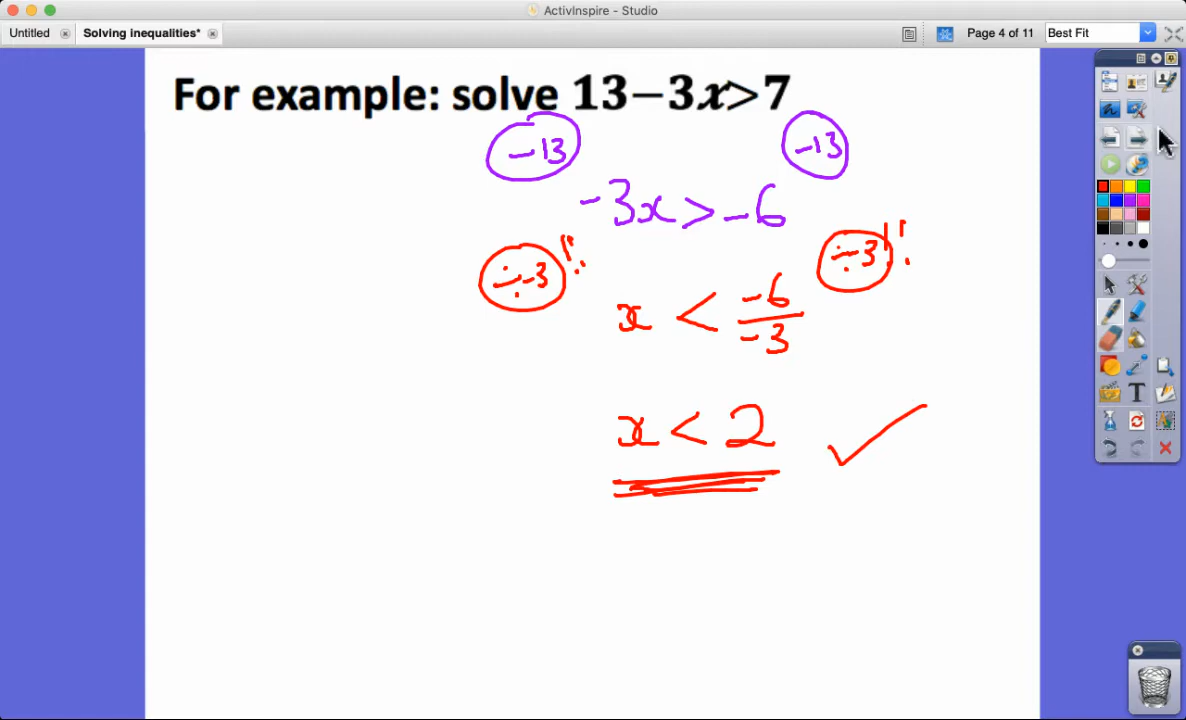 ActivInspire - Studio
Untitled
Solving inequalities*
Page 4 of 11
Best Fit
For example: solve 13−3x>7
-13 -13
-3x > -6
÷-3 !! ÷-3 !!
x < -6/-3
x < 2
T